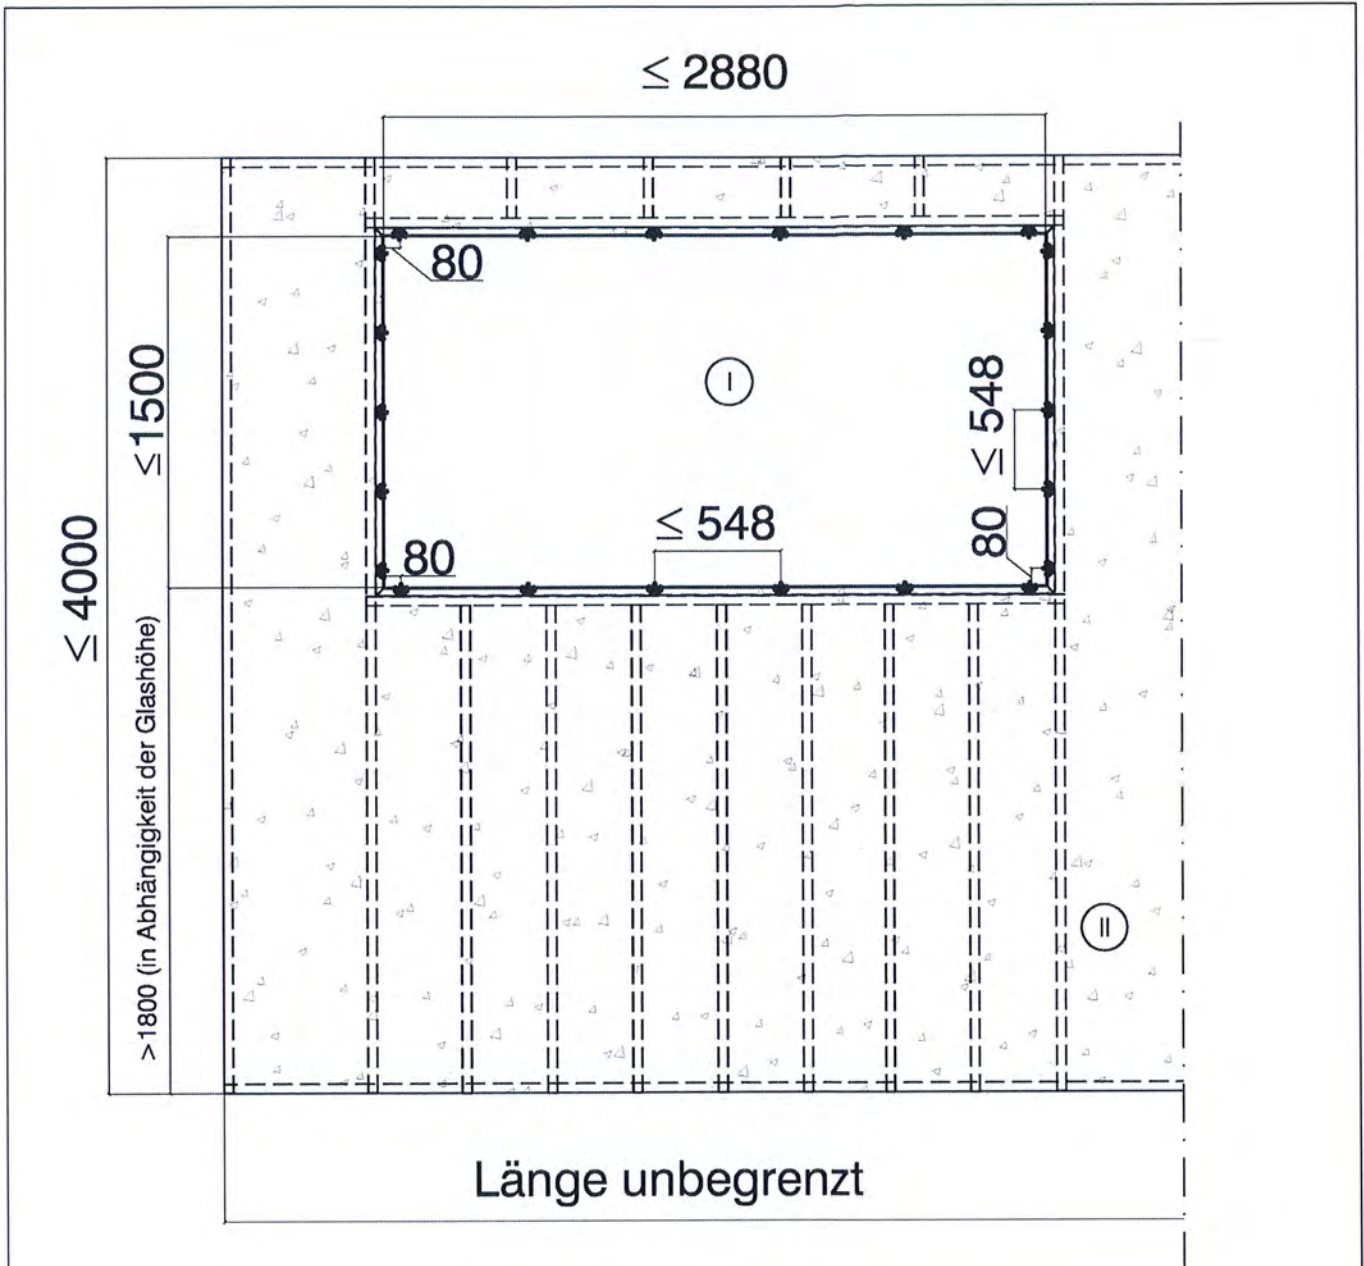 ≤ 2880
80
≤1500
I
≤ 548
≤ 548
80
80
≤ 4000
>1800 (in Abhängigkeit der Glashöhe)
II
Länge unbegrenzt